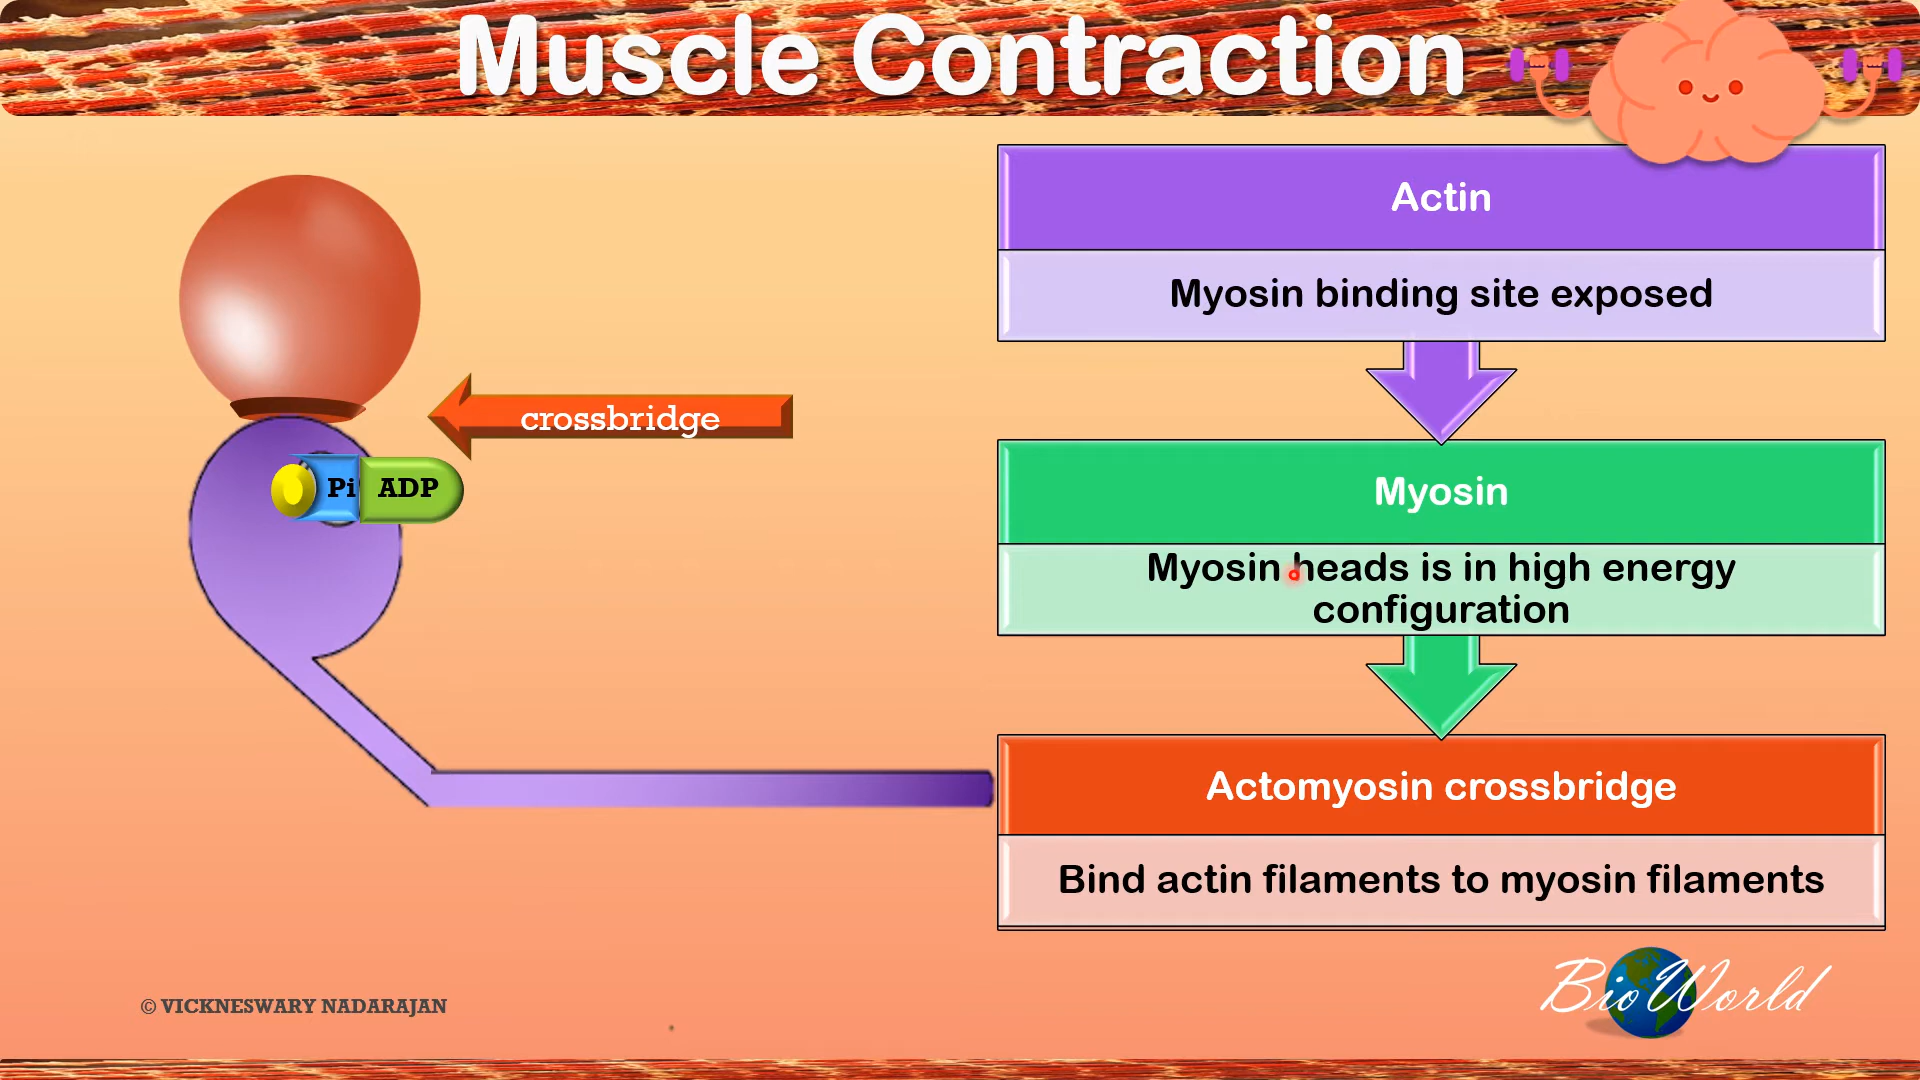 Muscle Contraction
Actin
Myosin binding site exposed
crossbridge
Pi
ADP
Myosin
Myosin heads is in high energy
configuration
Actomyosin crossbridge
Bind actin filaments to myosin filaments
© VICKNESWARY NADARAJAN
BioWorld